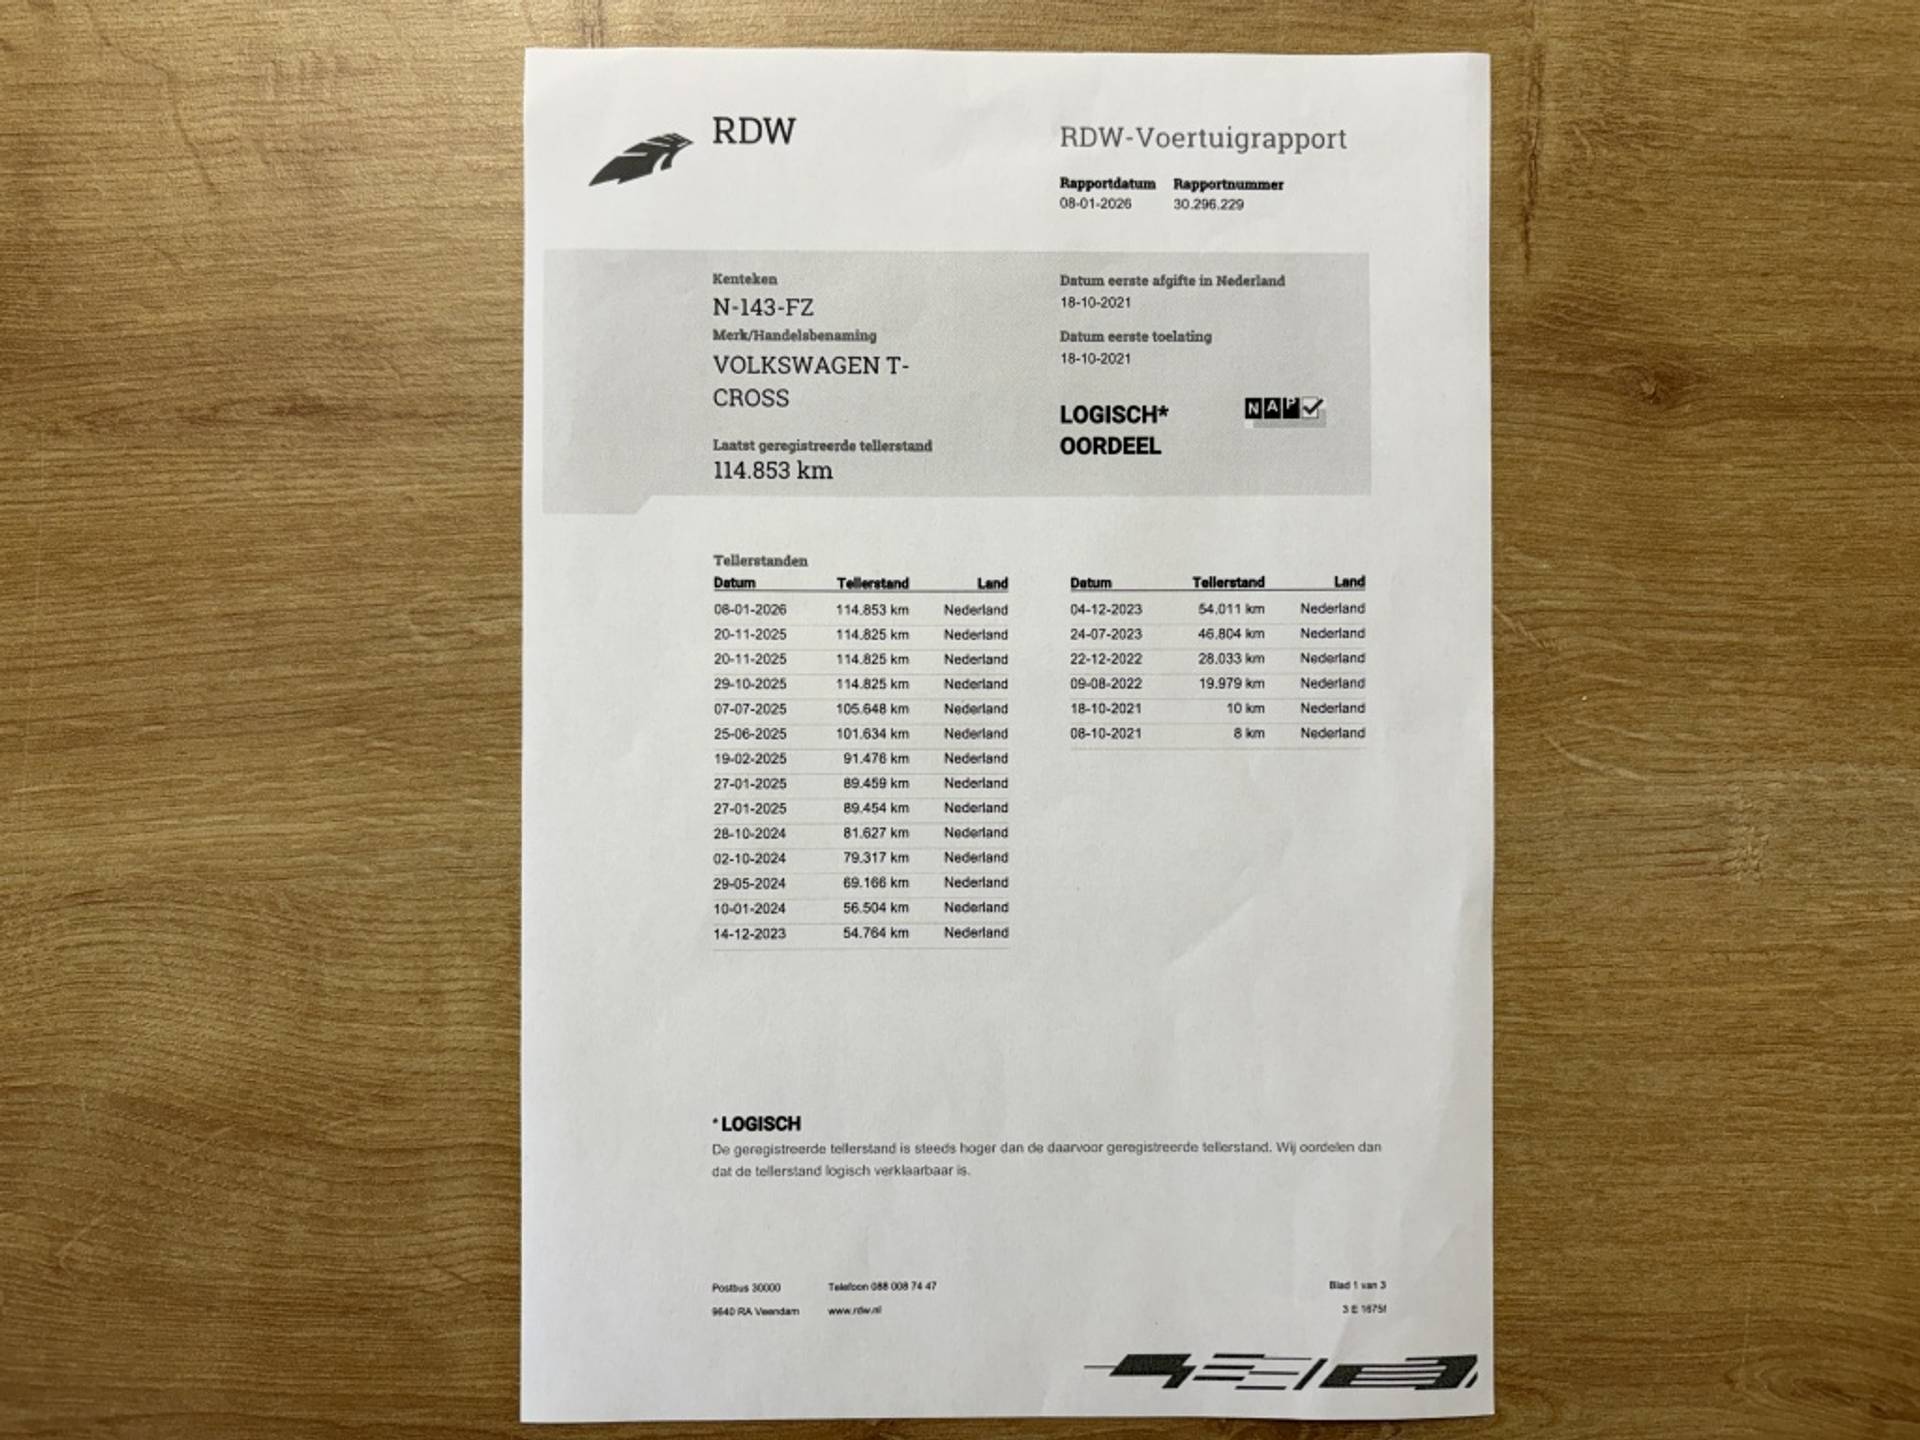 RDW
RDW-Voertuigrapport
Rapportdatum Rapportnummer
08-01-2026 30.296.229
Kenteken
N-143-FZ
Merk/Handelsbenaming
VOLKSWAGEN T-
CROSS
Laatst geregistreerde tellerstand
114.853 km
Datum eerste afgifte in Nederland
18-10-2021
Datum eerste toelating
18-10-2021
LOGISCH*
OORDEEL
NAP
Tellerstanden
Datum Tellerstand Land
08-01-2026 114.853 km Nederland
20-11-2025 114.825 km Nederland
20-11-2025 114.825 km Nederland
29-10-2025 114.825 km Nederland
07-07-2025 105.648 km Nederland
25-06-2025 101.634 km Nederland
19-02-2025 91.476 km Nederland
27-01-2025 89.459 km Nederland
27-01-2025 89.454 km Nederland
28-10-2024 81.627 km Nederland
02-10-2024 79.317 km Nederland
29-05-2024 69.166 km Nederland
10-01-2024 56.504 km Nederland
14-12-2023 54.764 km Nederland
Datum Tellerstand Land
04-12-2023 54.011 km Nederland
24-07-2023 46.804 km Nederland
22-12-2022 28.033 km Nederland
09-08-2022 19.979 km Nederland
18-10-2021 10 km Nederland
08-10-2021 8 km Nederland
* LOGISCH
De geregistreerde tellerstand is steeds hoger dan de daarvoor geregistreerde tellerstand. Wij oordelen dan
dat de tellerstand logisch verklaarbaar is.
Postbus 30000 Telefoon 088 008 74 47
9640 RA Veendam www.rdw.nl
Blad 1 van 3
3 E 1675f